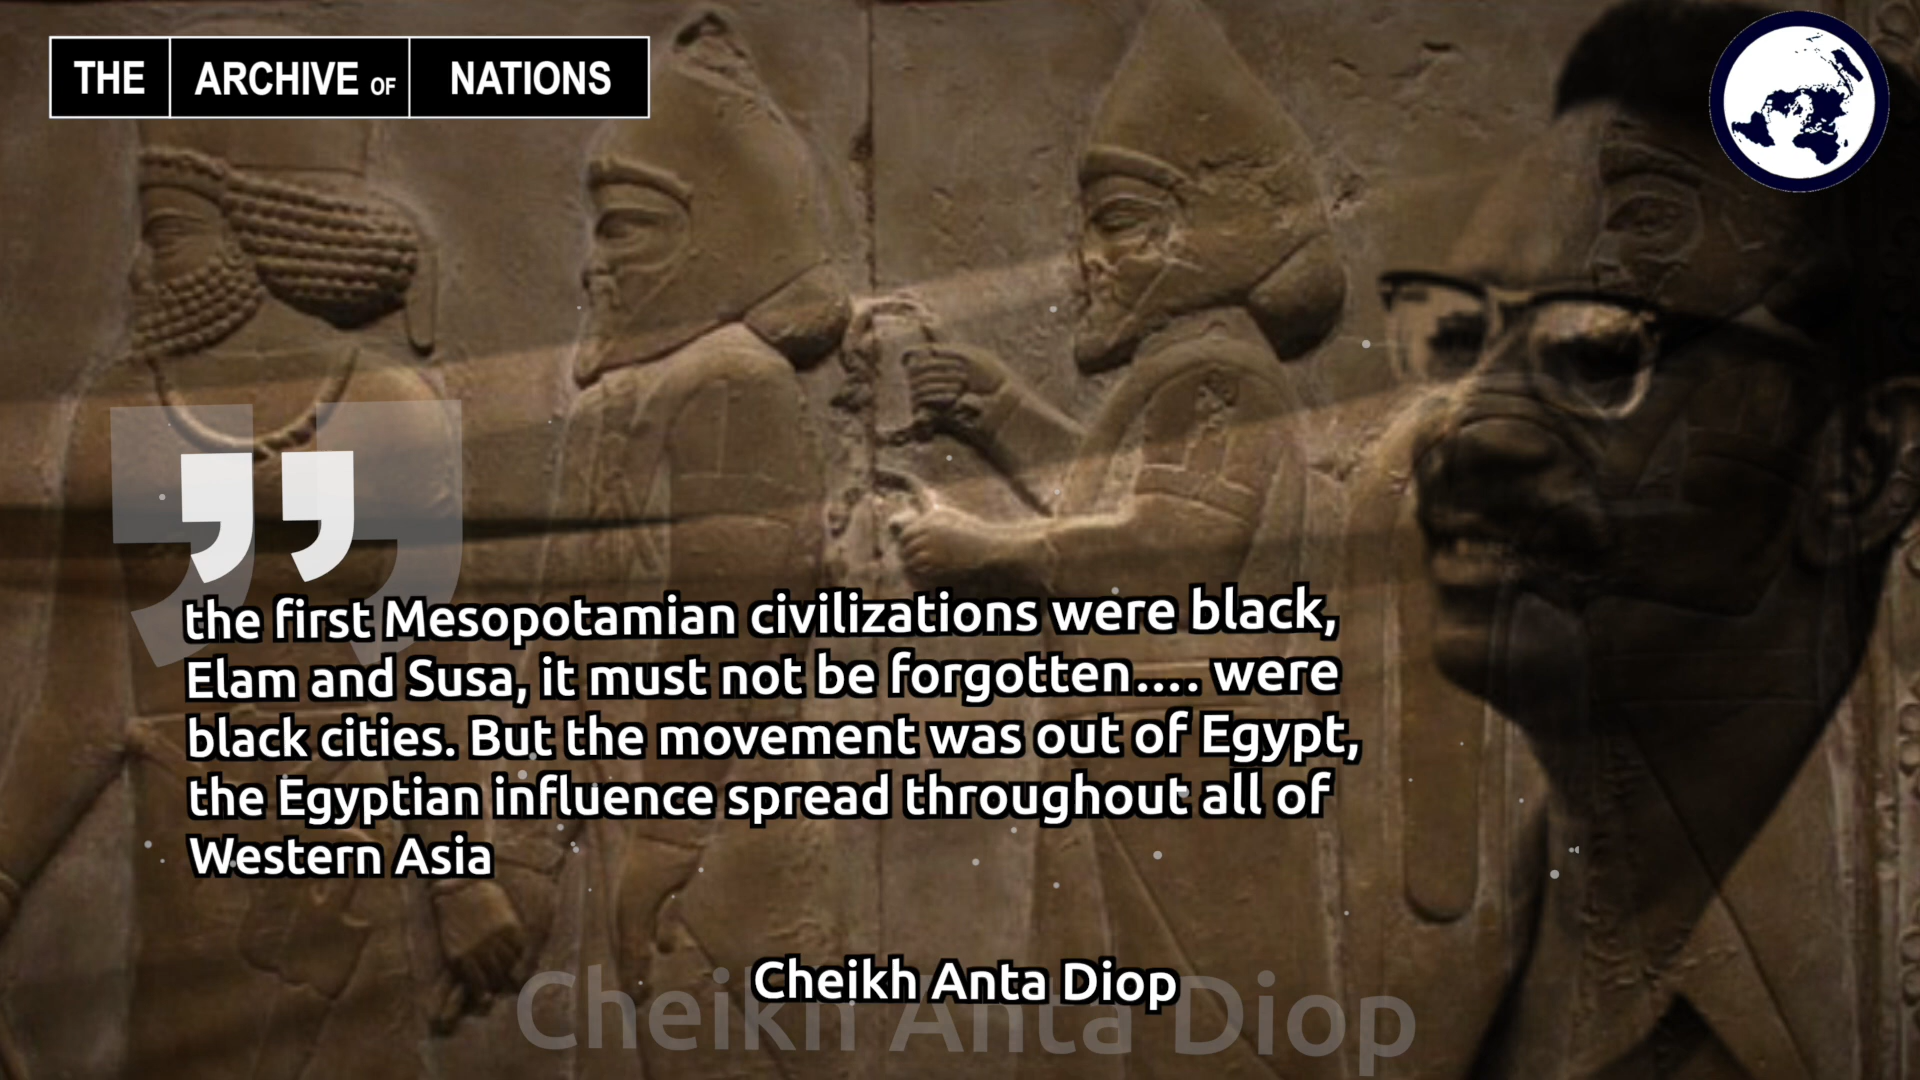 THE ARCHIVE OF NATIONS
the first Mesopotamian civilizations were black,
Elam and Susa, it must not be forgotten.... were
black cities. But the movement was out of Egypt,
the Egyptian influence spread throughout all of
Western Asia
Cheikh Anta Diop
Cheikh Anta Diop